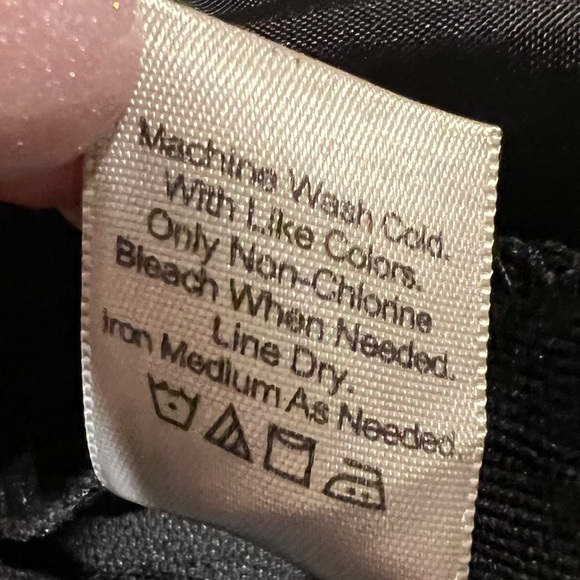 Machine Wash Cold.
With Like Colors.
Only Non-Chlorine
Bleach When Needed.
Line Dry.
Iron Medium As Needed.